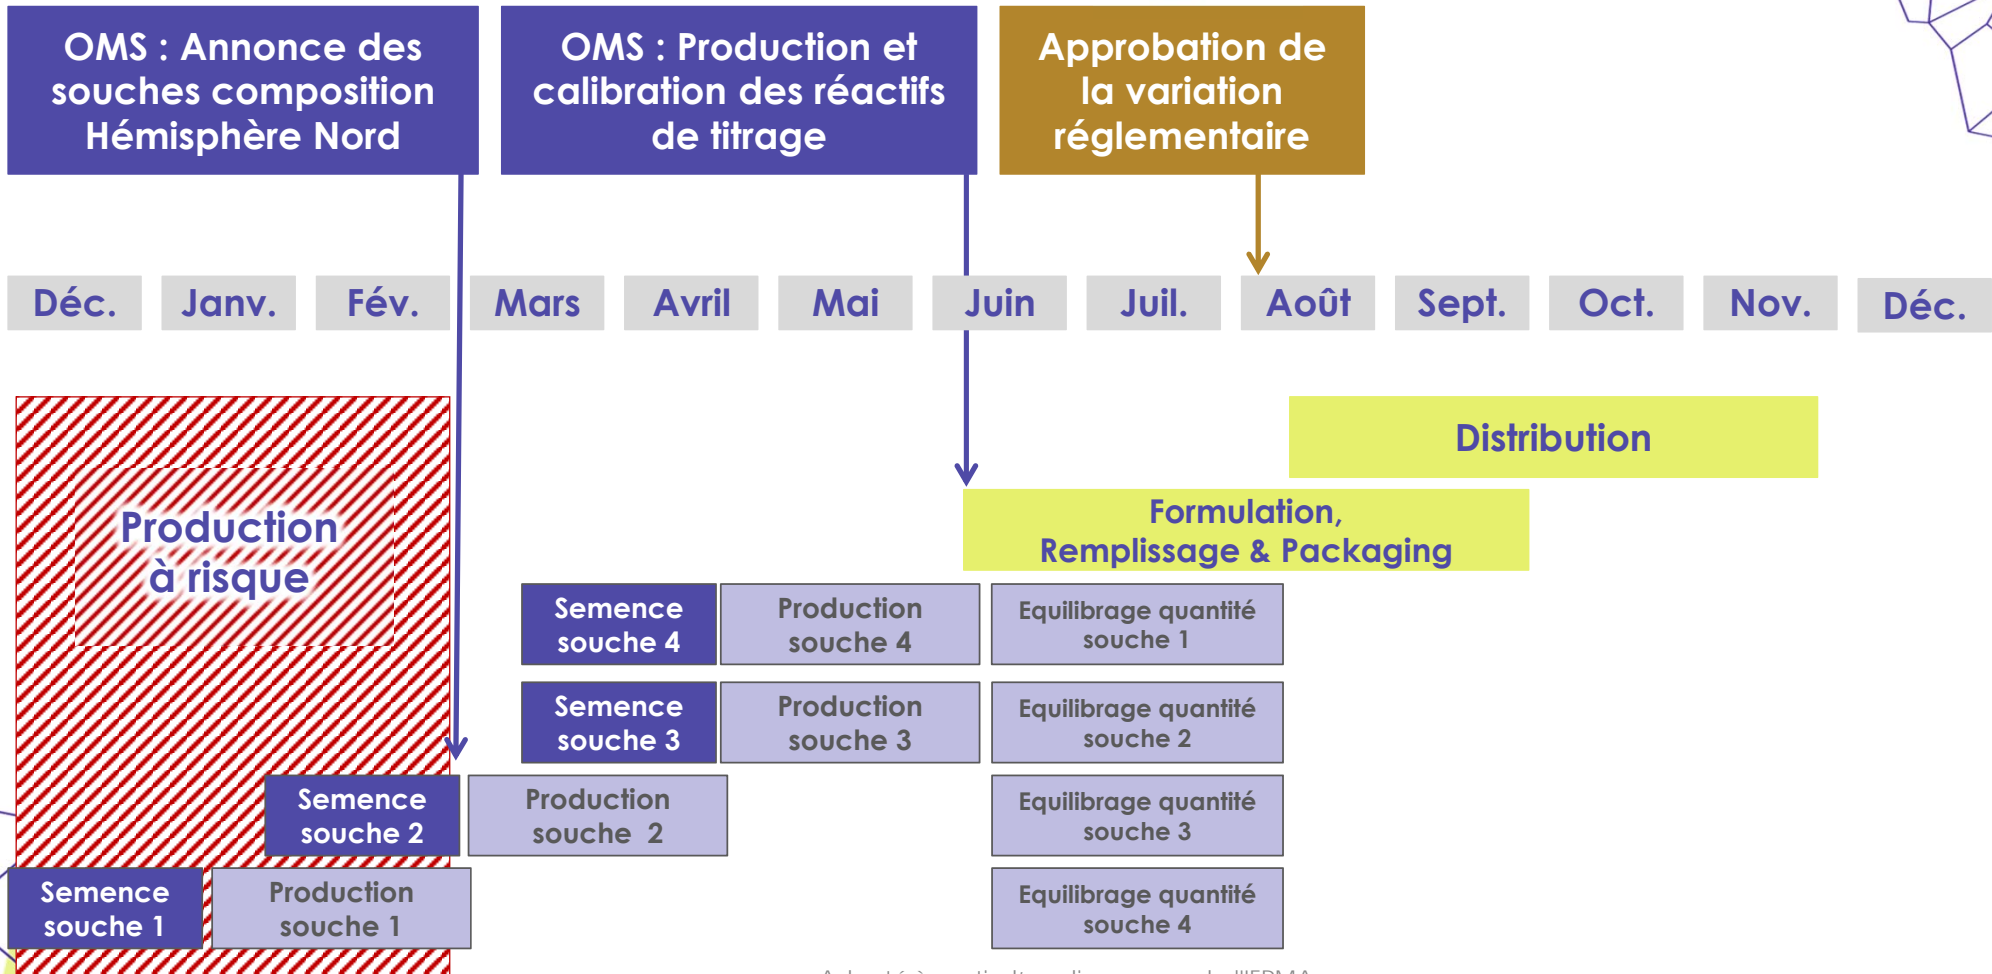 OMS : Annonce des
souches composition
Hémisphère Nord
OMS : Production et
calibration des réactifs
de titrage
Approbation de
la variation
réglementaire
Déc. Janv. Fév. Mars Avril Mai Juin Juil. Août Sept. Oct. Nov. Déc.
Distribution
Production
à risque
Formulation,
Remplissage & Packaging
Semence
souche 4
Production
souche 4
Equilibrage quantité
souche 1
Semence
souche 3
Production
souche 3
Equilibrage quantité
souche 2
Semence
souche 2
Production
souche 2
Equilibrage quantité
souche 3
Semence
souche 1
Production
souche 1
Equilibrage quantité
souche 4